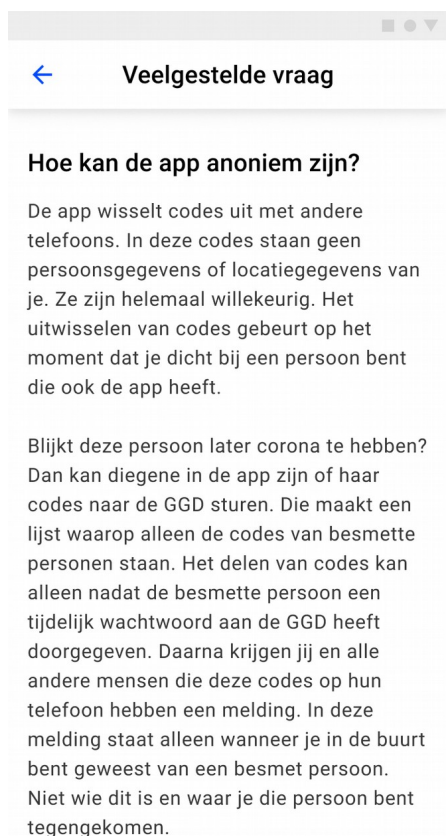 Veelgestelde vraag
Hoe kan de app anoniem zijn?
De app wisselt codes uit met andere
telefoons. In deze codes staan geen
persoonsgegevens of locatiegegevens van
je. Ze zijn helemaal willekeurig. Het
uitwisselen van codes gebeurt op het
moment dat je dicht bij een persoon bent
die ook de app heeft.
Blijkt deze persoon later corona te hebben?
Dan kan diegene in de app zijn of haar
codes naar de GGD sturen. Die maakt een
lijst waarop alleen de codes van besmette
personen staan. Het delen van codes kan
alleen nadat de besmette persoon een
tijdelijk wachtwoord aan de GGD heeft
doorgegeven. Daarna krijgen jij en alle
andere mensen die deze codes op hun
telefoon hebben een melding. In deze
melding staat alleen wanneer je in de buurt
bent geweest van een besmet persoon.
Niet wie dit is en waar je die persoon bent
tegengekomen.